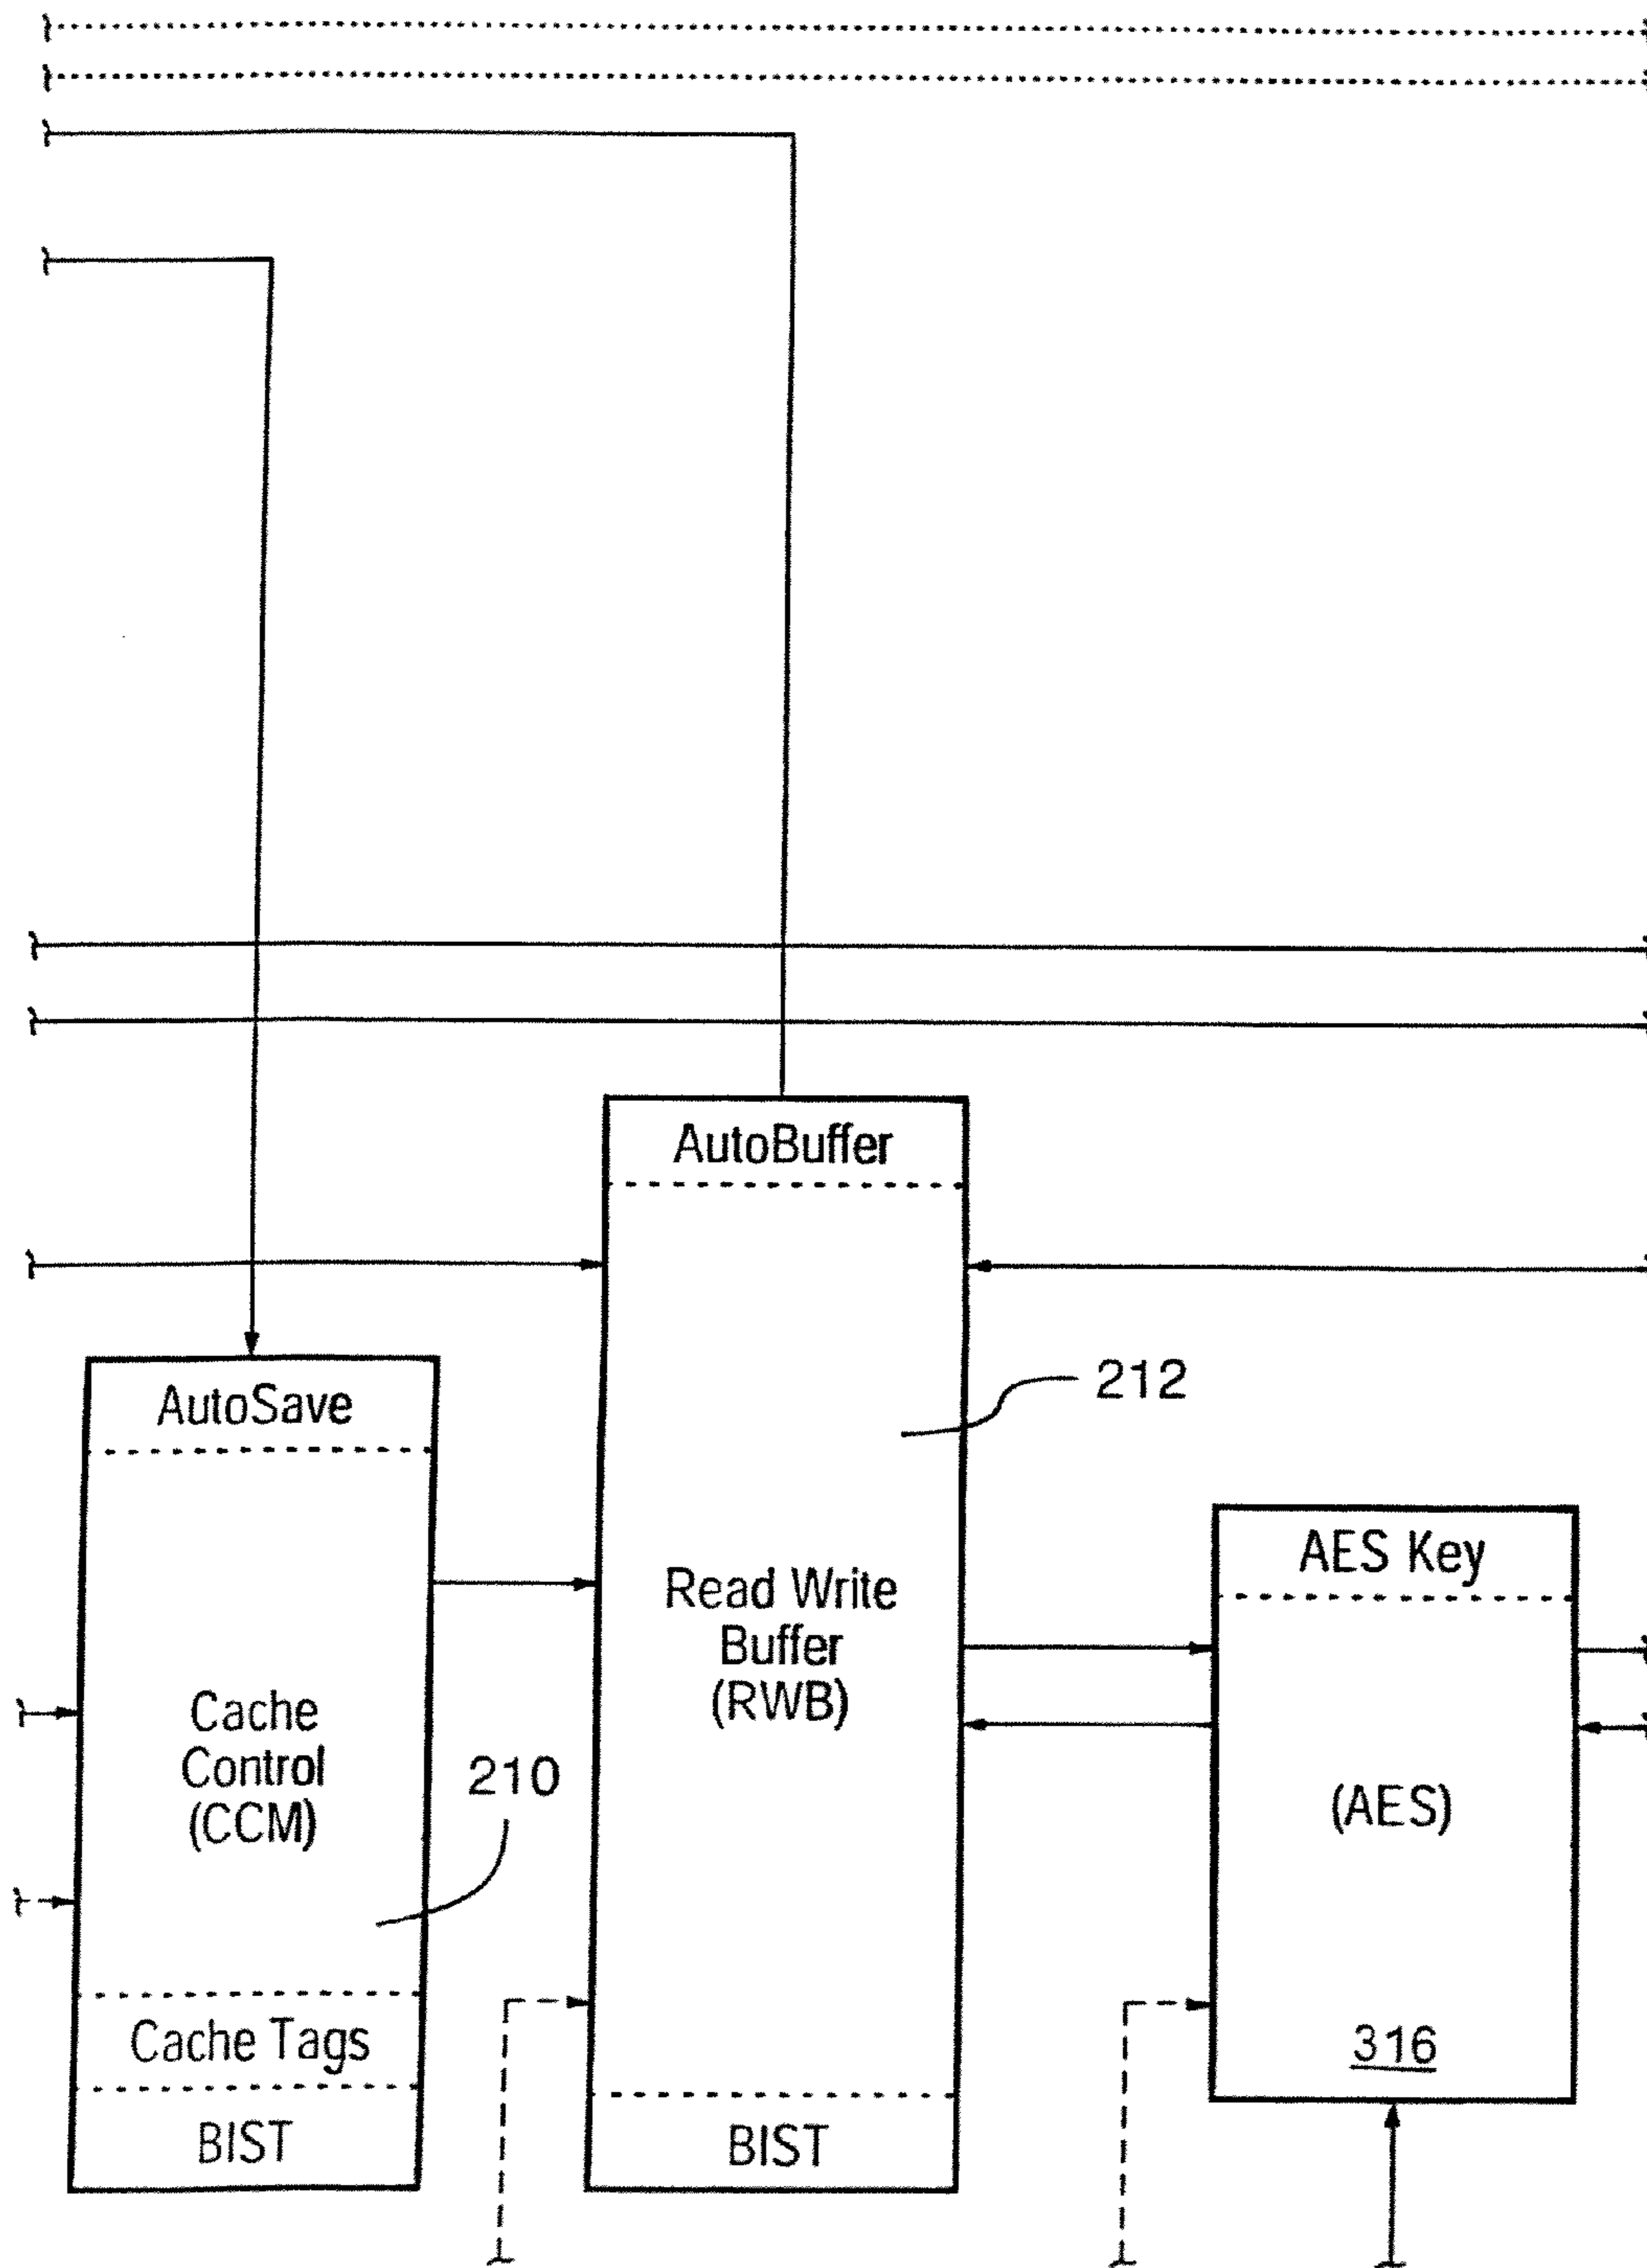 AutoBuffer
212
Read Write
Buffer
(RWB)
BIST
AutoSave
Cache
Control
(CCM)
210
Cache Tags
BIST
AES Key
(AES)
316